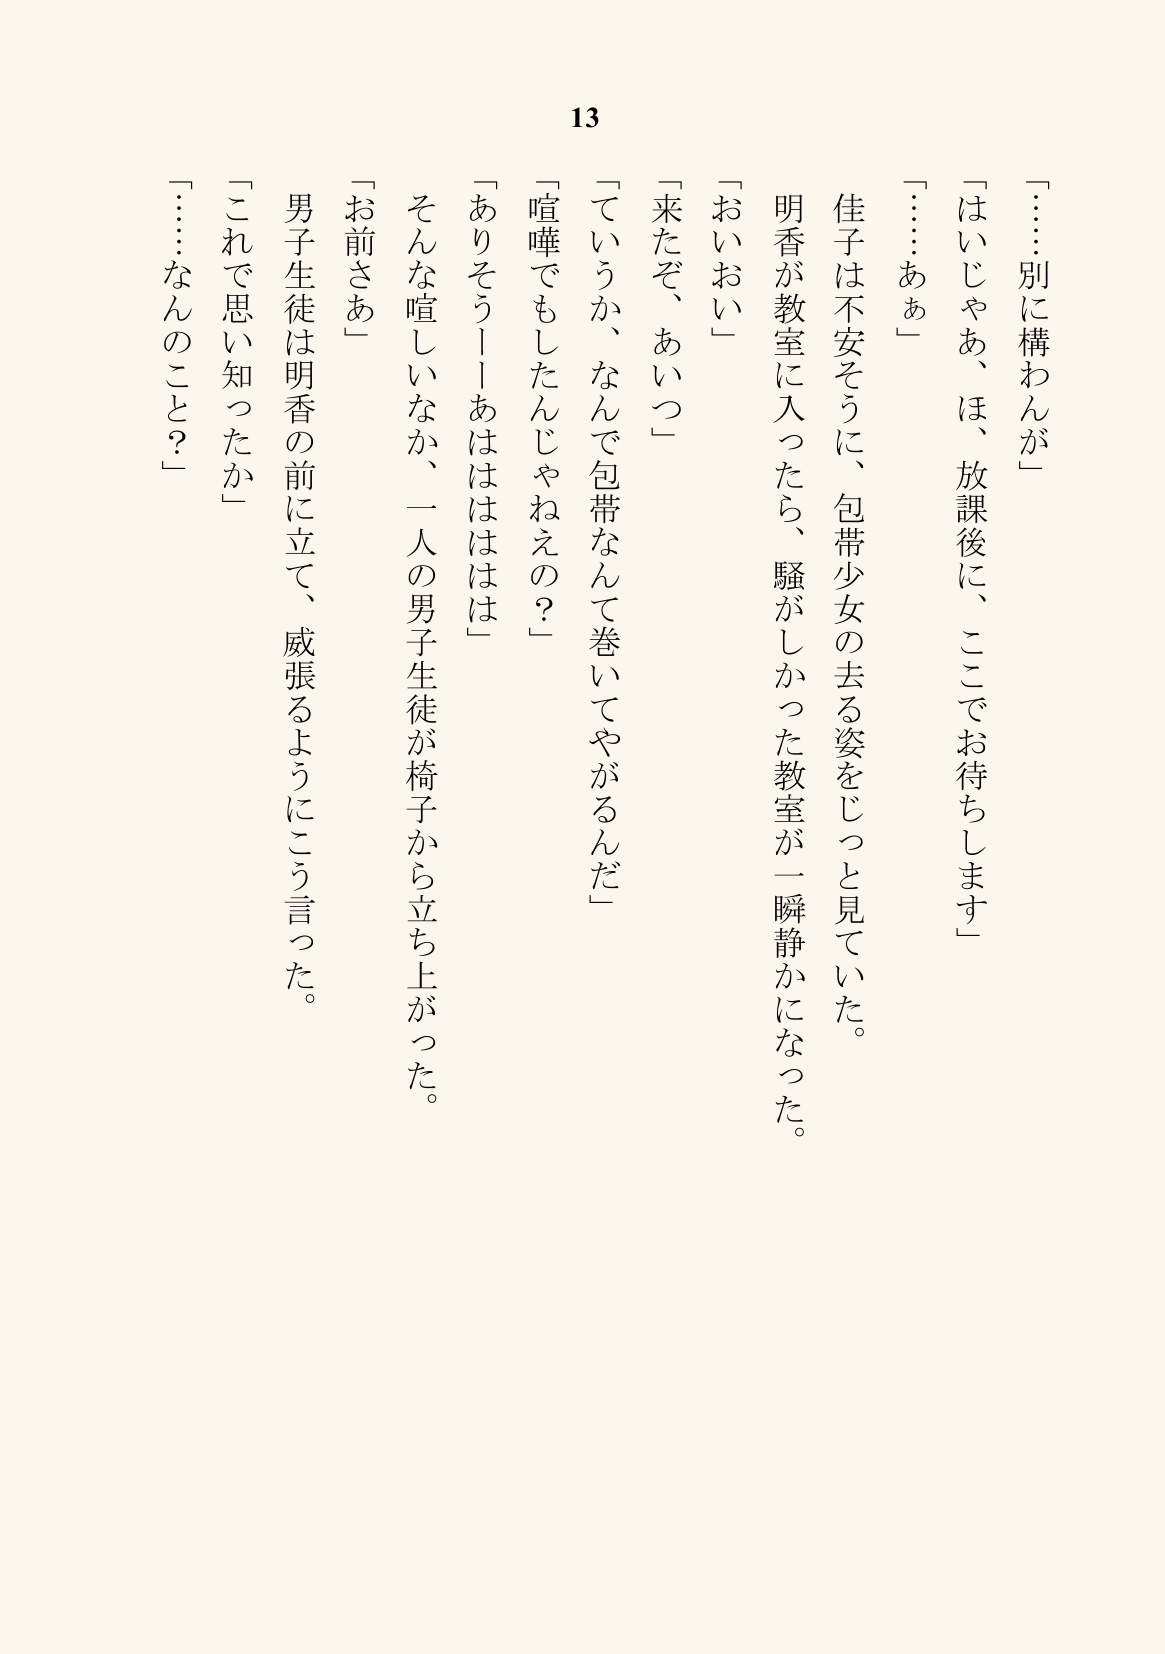 13
「……別に構わんが」
「はいじゃあ、ほ、放課後に、ここでお待ちします」
「……あぁ」
　佳子は不安そうに、包帯少女の去る姿をじっと見ていた。
　明香が教室に入ったら、騒がしかった教室が一瞬静かになった。
「おいおい」
「来たぞ、あいつ」
「ていうか、なんで包帯なんて巻いてやがるんだ」
「喧嘩でもしたんじゃねえの？」
「ありそうーーあはははははは」
　そんな喧しいなか、一人の男子生徒が椅子から立ち上がった。
「お前さあ」
　男子生徒は明香の前に立て、威張るようにこう言った。
「これで思い知ったか」
「……なんのこと？」